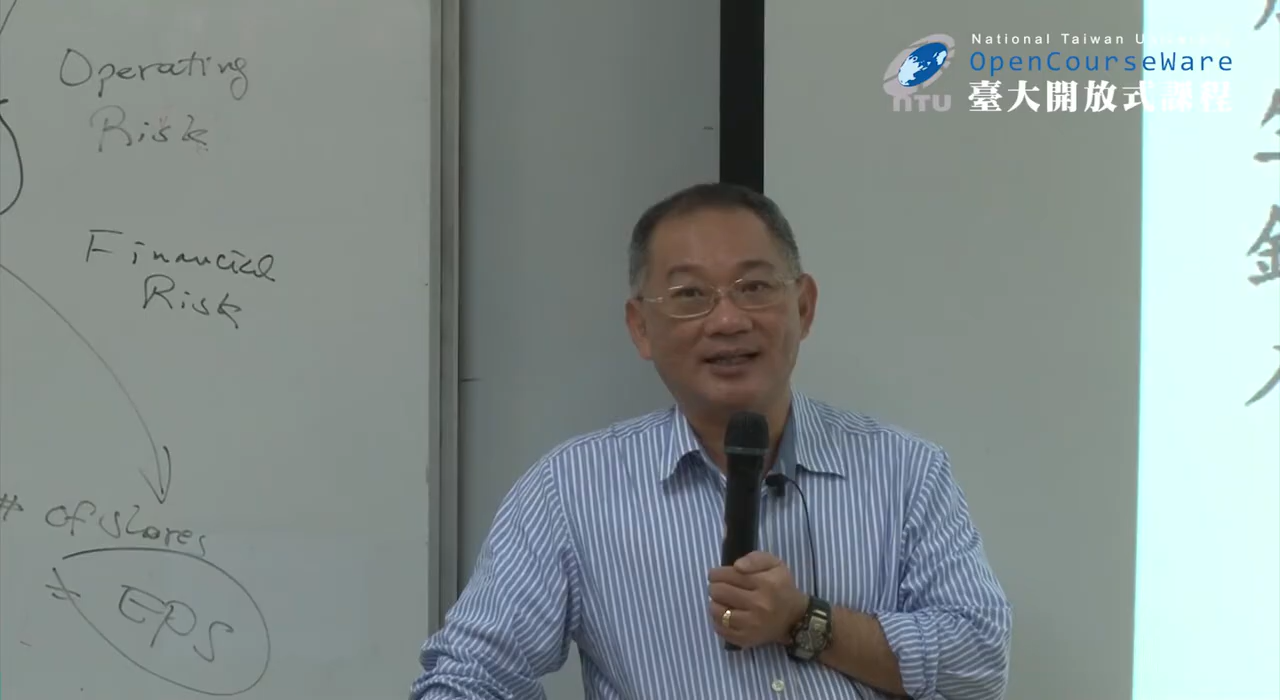 Operating
Risk
Financial
Risk
# of shares
= EPS
National Taiwan University
OpenCourseWare
NTU
臺大開放式課程
生